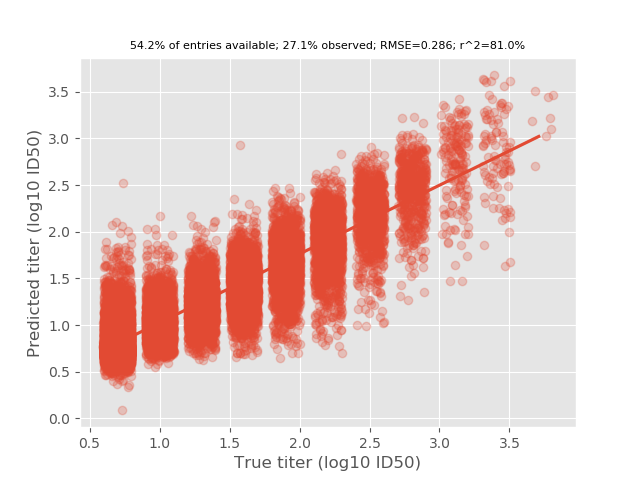 54.2% of entries available; 27.1% observed; RMSE=0.286; r^2=81.0%
Predicted titer (log10 ID50)
3.5
3.0
2.5
2.0
1.5
1.0
0.5
0.0
0.5 1.0 1.5 2.0 2.5 3.0 3.5
True titer (log10 ID50)